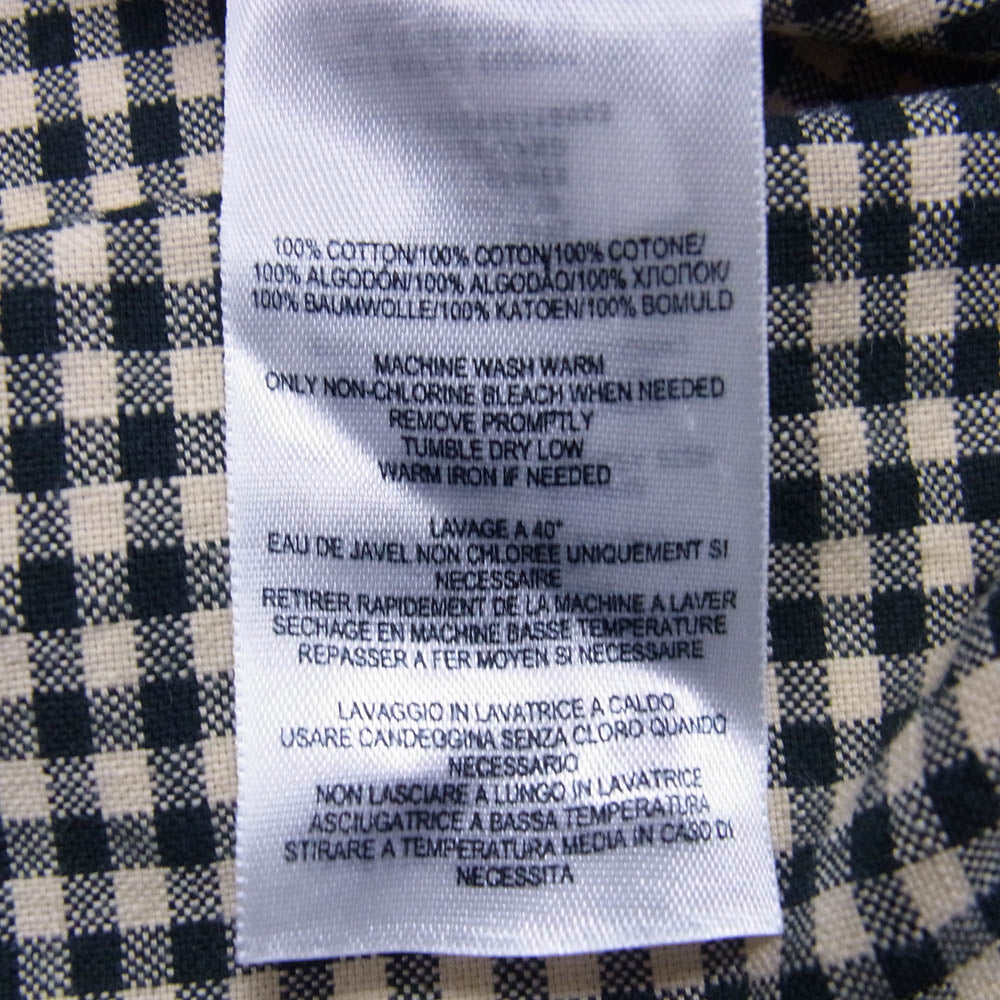 100% COTTON/100% COTON/100% COTONE/
100% ALGODÓN/100% ALGODÃO/100% ХЛОПОК/
100% BAUMWOLLE/100% KATOEN/100% BOMULD
MACHINE WASH WARM
ONLY NON-CHLORINE BLEACH WHEN NEEDED
REMOVE PROMPTLY
TUMBLE DRY LOW
WARM IRON IF NEEDED
LAVAGE A 40°
EAU DE JAVEL NON CHLOREE UNIQUEMENT SI
NECESSAIRE
RETIRER RAPIDEMENT DE LA MACHINE A LAVER
SECHAGE EN MACHINE BASSE TEMPERATURE
REPASSER A FER MOYEN SI NECESSAIRE
LAVAGGIO IN LAVATRICE A CALDO
USARE CANDEGGINA SENZA CLORO QUANDO
NECESSARIO
NON LASCIARE A LUNGO IN LAVATRICE
ASCIUGATRICE A BASSA TEMPERATURA
STIRARE A TEMPERATURA MEDIA IN CASO DI
NECESSITA